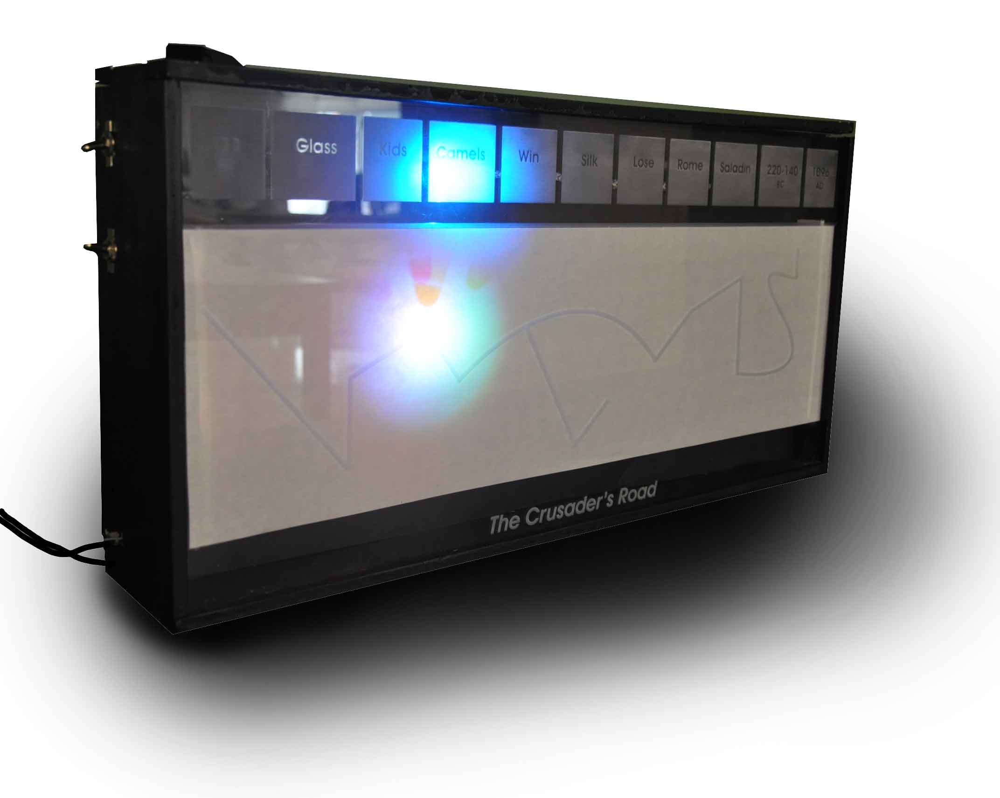 Glass
Kids
Camels
Win
Silk
Lose
Rome
Saladin
220-140
BC
1096
AD
The Crusader's Road